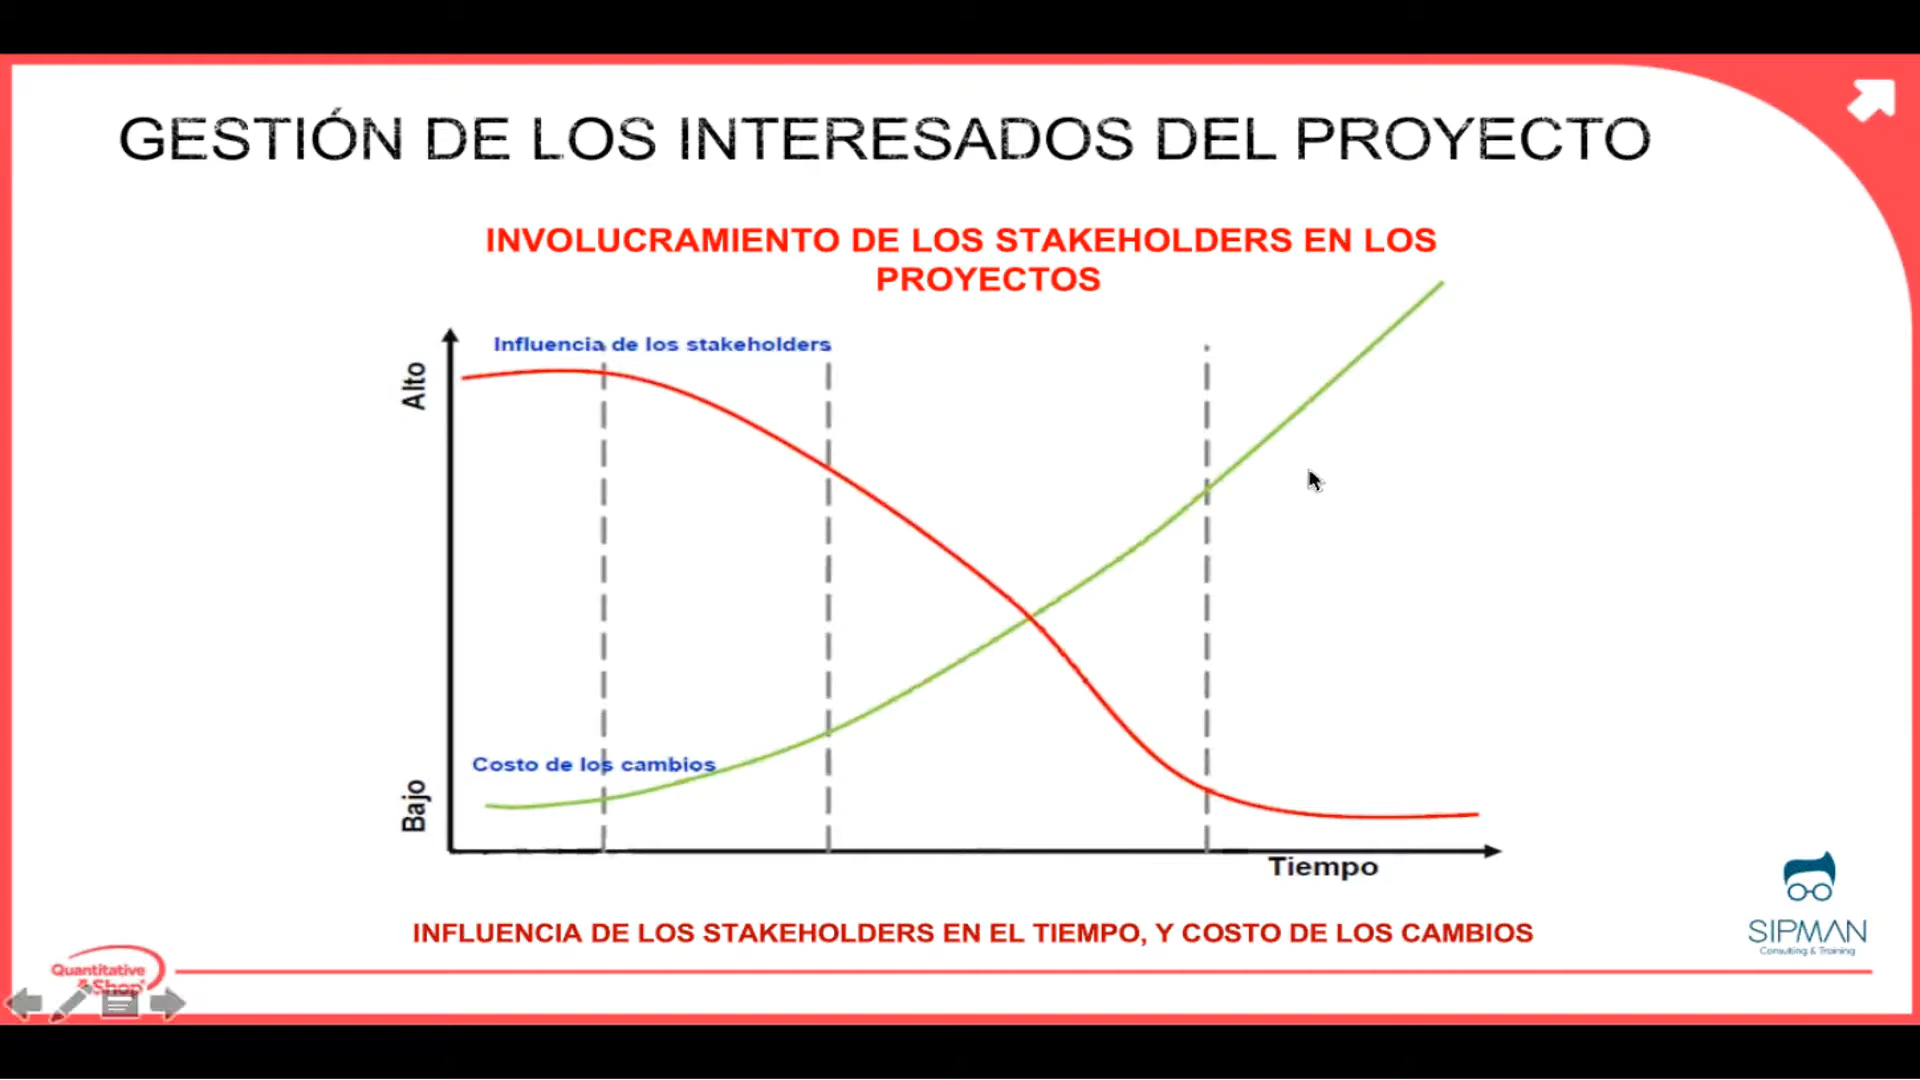 GESTIÓN DE LOS INTERESADOS DEL PROYECTO
INVOLUCRAMIENTO DE LOS STAKEHOLDERS EN LOS
PROYECTOS
Influencia de los stakeholders
Alto
Costo de los cambios
Bajo
Tiempo
INFLUENCIA DE LOS STAKEHOLDERS EN EL TIEMPO, Y COSTO DE LOS CAMBIOS
SIPMAN
Consulting & Training
Quantitative
& Shop